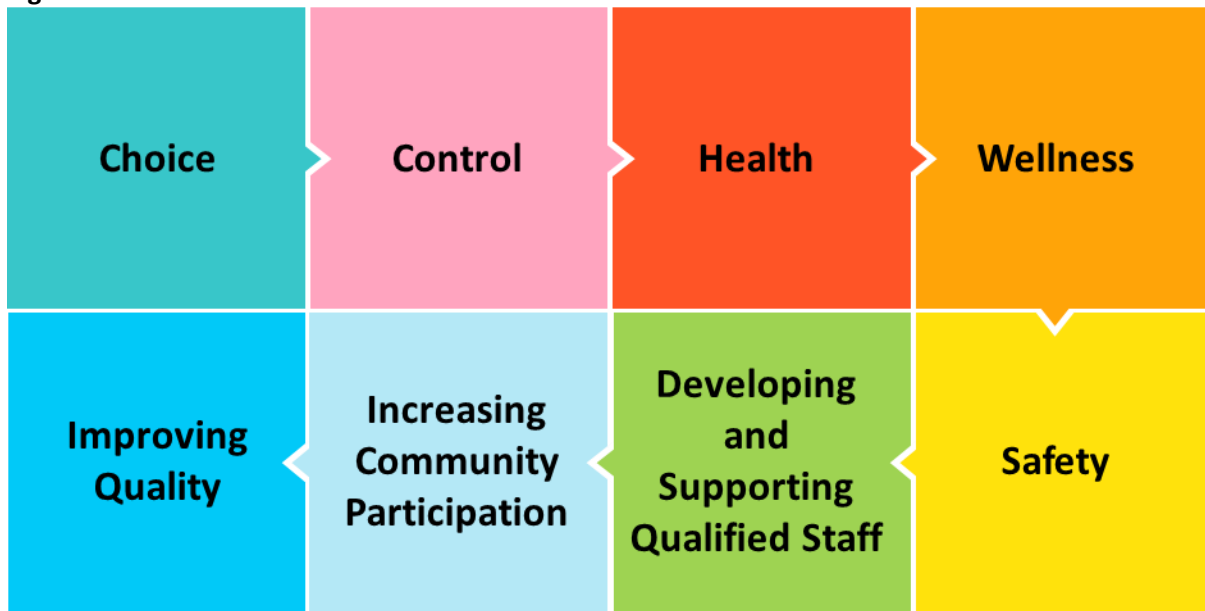 Choice
Control
Health
Wellness
Improving
Quality
Increasing
Community
Participation
Developing
and
Supporting
Qualified Staff
Safety